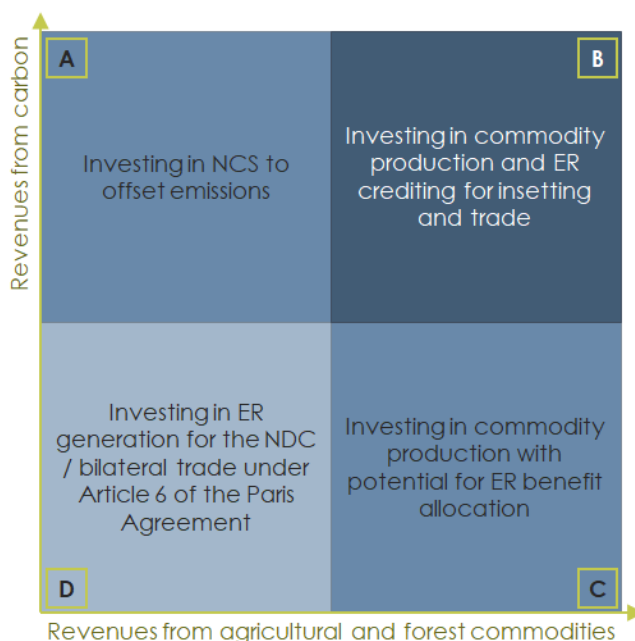 Revenues from carbon
A
Investing in NCS to
offset emissions
B
Investing in commodity
production and ER
crediting for insetting
and trade
Investing in ER
generation for the NDC
/ bilateral trade under
Article 6 of the Paris
Agreement
D
Investing in commodity
production with
potential for ER benefit
allocation
C
Revenues from agricultural and forest commodities